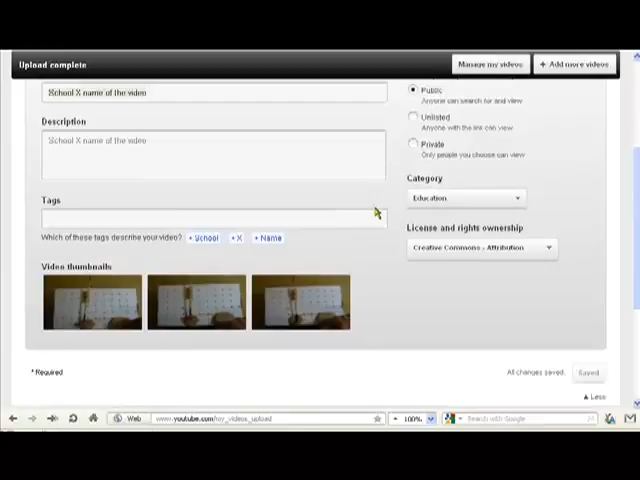 Upload complete
Manage my videos
+ Add more videos
School X name of the video
Public
Anyone can search for and view
Description
Unlisted
Anyone with the link can view
School X name of the video
Private
Only people you choose can view
Category
Education
Tags
License and rights ownership
Which of these tags describe your video? + School + X + Name
Creative Commons - Attribution
Video thumbnails
* Required
All changes saved.
Saved
Less
Web
www.youtube.com/my_videos_upload
100%
Search with Google